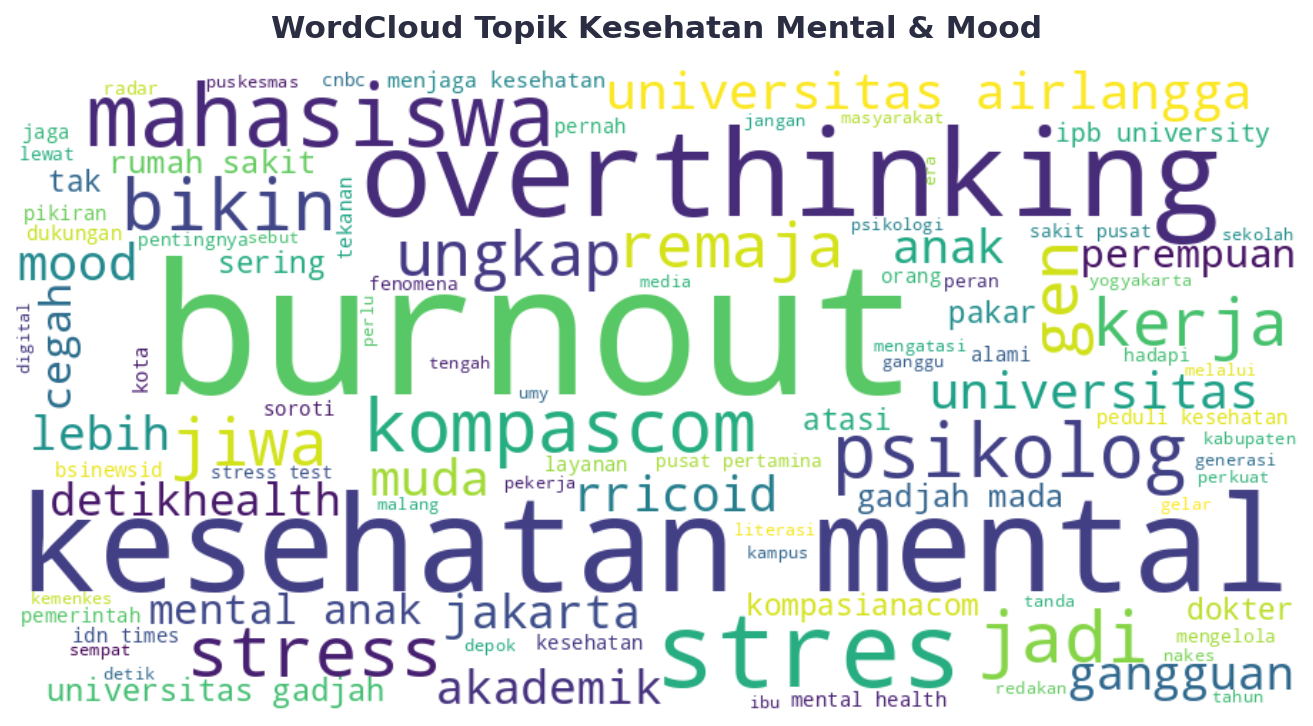 WordCloud Topik Kesehatan Mental & Mood
radar
puskesmas
cnbc
menjaga kesehatan
universitas airlangga
mahasiswa
jaga
pernah
jangan
masyarakat
ipb university
lewat
rumah sakit
overthinking
era
tak
bikin
tekanan
pikiran
dukungan
pentingnya
sebut
ungkap
remaja
psikologi
anak
sakit pusat
sekolah
mood
sering
gen
perempuan
fenomena
media
orang
peran
yogyakarta
digital
cegah
burnout
perlu
pakar
kerja
kota
tengah
mengatasi
ganggu
alami
hadapi
melalui
umy
universitas
soroti
kompascom
atasi
peduli kesehatan
lebih
jiwa
psikolog
kabupaten
bsinewsid
stress test
muda
layanan
pusat pertamina
generasi
perkuat
detikhealth
pekerja
rricoid
gadjah mada
malang
gelar
kesehatan mental
literasi
kampus
kemenkes
pemerintah
mental anak
jakarta
kompasianacom
tanda
dokter
idn times
sempat
stress
depok
kesehatan
stres
jadi
mengelola
nakes
detik
universitas gadjah
akademik
ibu
mental health
redakan
gangguan
tahun